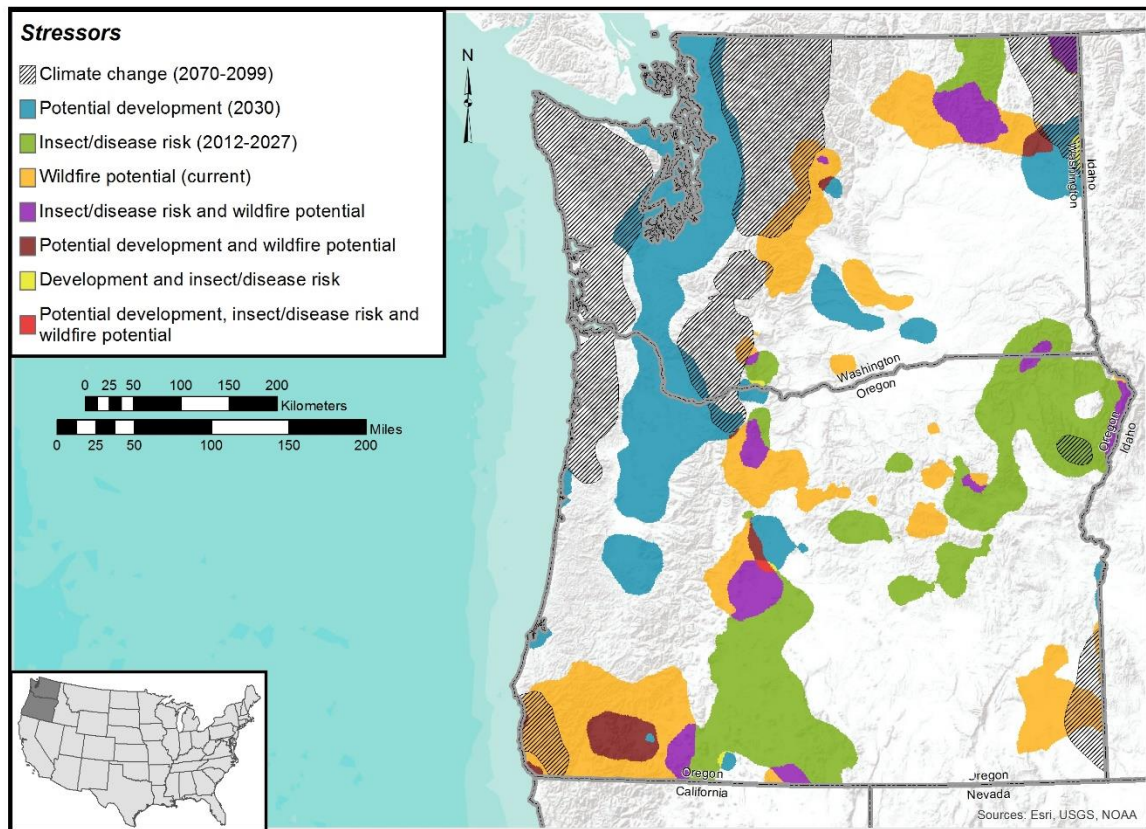 Stressors
Climate change (2070-2099)
Potential development (2030)
Insect/disease risk (2012-2027)
Wildfire potential (current)
Insect/disease risk and wildfire potential
Potential development and wildfire potential
Development and insect/disease risk
Potential development, insect/disease risk and
wildfire potential
N
0 25 50 100 150 200
Kilometers
Miles
0 25 50 100 150 200
Washington
Idaho
Washington
Oregon
Oregon
Idaho
Oregon
California
Oregon
Nevada
Sources: Esri, USGS, NOAA